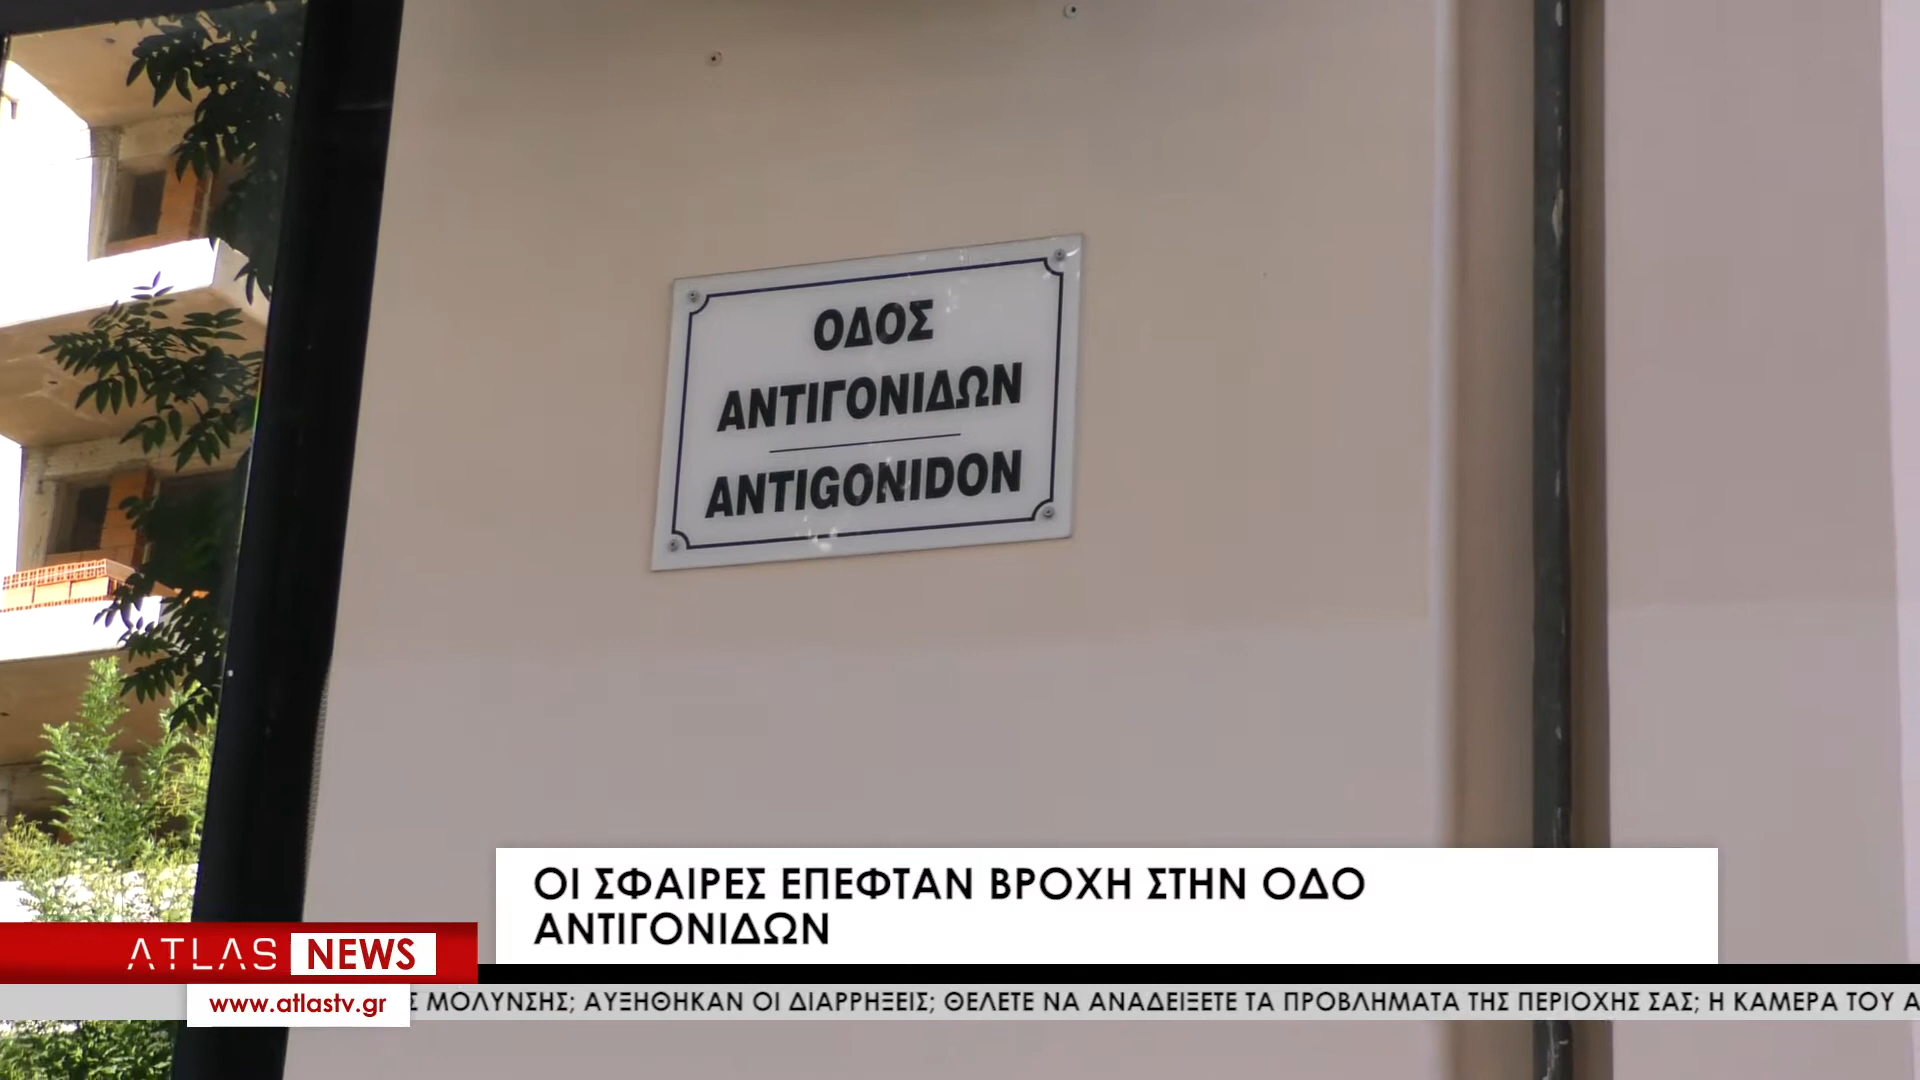 ΟΔΟΣ
ΑΝΤΙΓΟΝΙΔΩΝ
ANTIGONIDON
ΟΙ ΣΦΑΙΡΕΣ ΕΠΕΦΤΑΝ ΒΡΟΧΗ ΣΤΗΝ ΟΔΟ
ΑΝΤΙΓΟΝΙΔΩΝ
ATLAS NEWS
www.atlastv.gr
Σ ΜΟΛΥΝΣΗΣ; ΑΥΞΗΘΗΚΑΝ ΟΙ ΔΙΑΡΡΗΞΕΙΣ; ΘΕΛΕΤΕ ΝΑ ΑΝΑΔΕΙΞΕΤΕ ΤΑ ΠΡΟΒΛΗΜΑΤΑ ΤΗΣ ΠΕΡΙΟΧΗΣ ΣΑΣ; Η ΚΑΜΕΡΑ ΤΟΥ Α